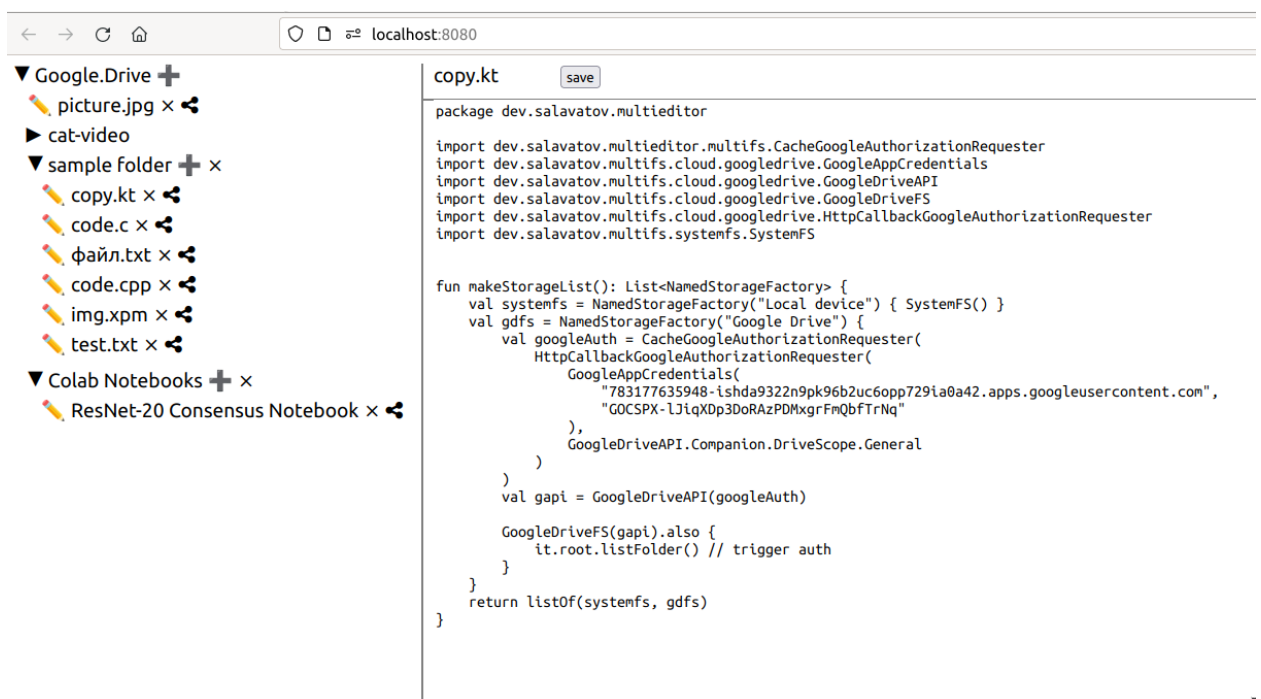 localhost:8080
Google.Drive
picture.jpg
cat-video
sample folder
copy.kt
code.c
файл.txt
code.cpp
img.xpm
test.txt
Colab Notebooks
ResNet-20 Consensus Notebook
copy.kt save
package dev.salavatov.multieditor
import dev.salavatov.multieditor.multifs.CacheGoogleAuthorizationRequester
import dev.salavatov.multifs.cloud.googledrive.GoogleAppCredentials
import dev.salavatov.multifs.cloud.googledrive.GoogleDriveAPI
import dev.salavatov.multifs.cloud.googledrive.GoogleDriveFS
import dev.salavatov.multifs.cloud.googledrive.HttpCallbackGoogleAuthorizationRequester
import dev.salavatov.multifs.systemfs.SystemFS
fun makeStorageList(): List<NamedStorageFactory> {
    val systemfs = NamedStorageFactory("Local device") { SystemFS() }
    val gdfs = NamedStorageFactory("Google Drive") {
        val googleAuth = CacheGoogleAuthorizationRequester(
            HttpCallbackGoogleAuthorizationRequester(
                GoogleAppCredentials(
                    "783177635948-ishda9322n9pk96b2uc6opp729ia0a42.apps.googleusercontent.com",
                    "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"
                ),
                GoogleDriveAPI.Companion.DriveScope.General
            )
        )
        val gapi = GoogleDriveAPI(googleAuth)
        GoogleDriveFS(gapi).also {
            it.root.listFolder() // trigger auth
        }
    }
    return listOf(systemfs, gdfs)
}